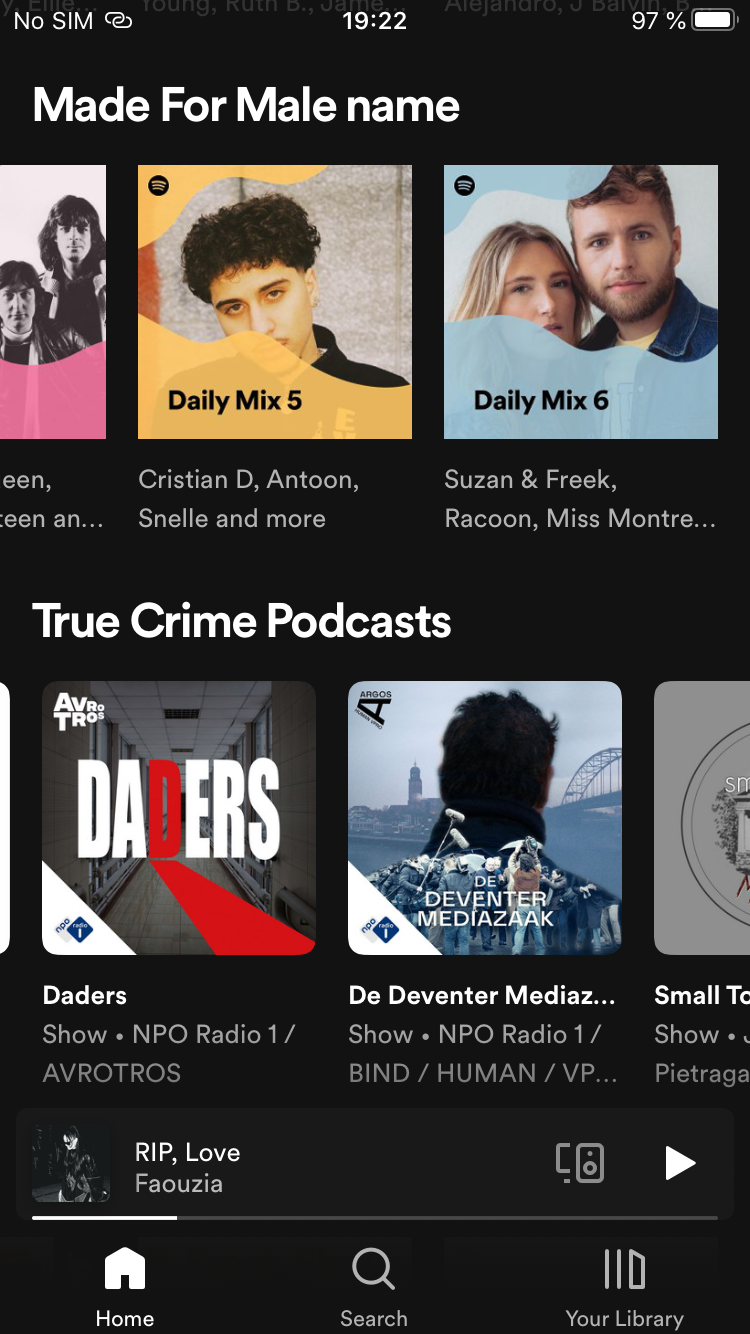 y, Ellie... Young, Ruth B., Jame... Alejandro, J Balvin, B...
No SIM 19:22 97 %
Made For Male name
Daily Mix 5
Daily Mix 6
een,
teen an...
Cristian D, Antoon,
Snelle and more
Suzan & Freek,
Racoon, Miss Montre...
True Crime Podcasts
AVRO
TROS
DADERS
npo radio 1
ARGOS
HUMAN VPRO
DE
DEVENTER
MEDIAZAAK
npo radio 1
sm
Daders
Show • NPO Radio 1 /
AVROTROS
De Deventer Mediaz...
Show • NPO Radio 1 /
BIND / HUMAN / VP...
Small To
Show • J
Pietraga
RIP, Love
Faouzia
Home
Search
Your Library